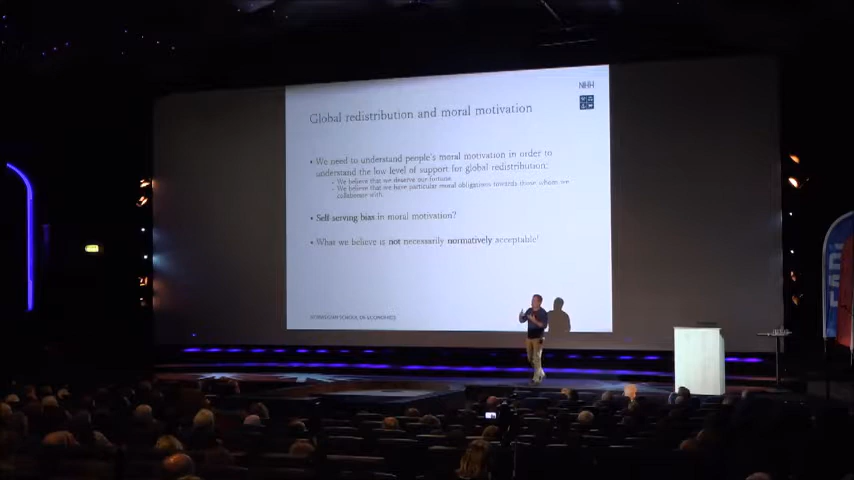 NHH
Global redistribution and moral motivation
• We need to understand people's moral motivation in order to
understand the low level of support for global redistribution:
• We believe that we deserve our fortune.
• We believe that we have particular moral obligations towards those whom we
collaborate with.
• Self-serving bias in moral motivation?
• What we believe is not necessarily normatively acceptable!
NORWEGIAN SCHOOL OF ECONOMICS